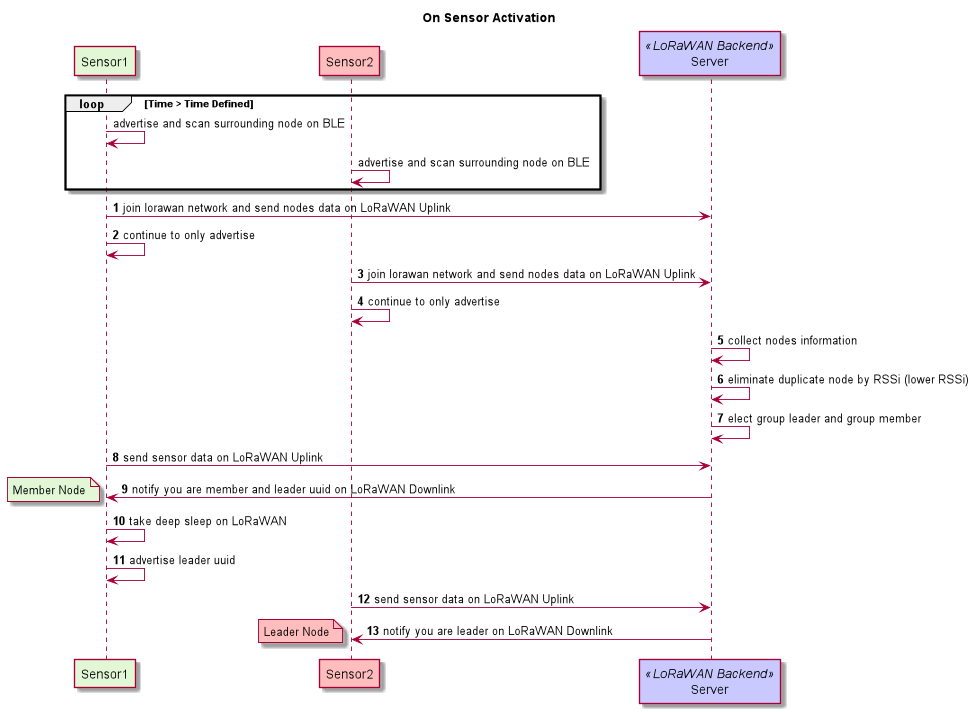 On Sensor Activation
Sensor1
Sensor2
«LoRaWAN Backend»
Server
loop [Time > Time Defined]
advertise and scan surrounding node on BLE
advertise and scan surrounding node on BLE
1 join lorawan network and send nodes data on LoRaWAN Uplink
2 continue to only advertise
3 join lorawan network and send nodes data on LoRaWAN Uplink
4 continue to only advertise
5 collect nodes information
6 eliminate duplicate node by RSSi (lower RSSi)
7 elect group leader and group member
8 send sensor data on LoRaWAN Uplink
Member Node
9 notify you are member and leader uuid on LoRaWAN Downlink
10 take deep sleep on LoRaWAN
11 advertise leader uuid
12 send sensor data on LoRaWAN Uplink
Leader Node
13 notify you are leader on LoRaWAN Downlink
Sensor1
Sensor2
«LoRaWAN Backend»
Server